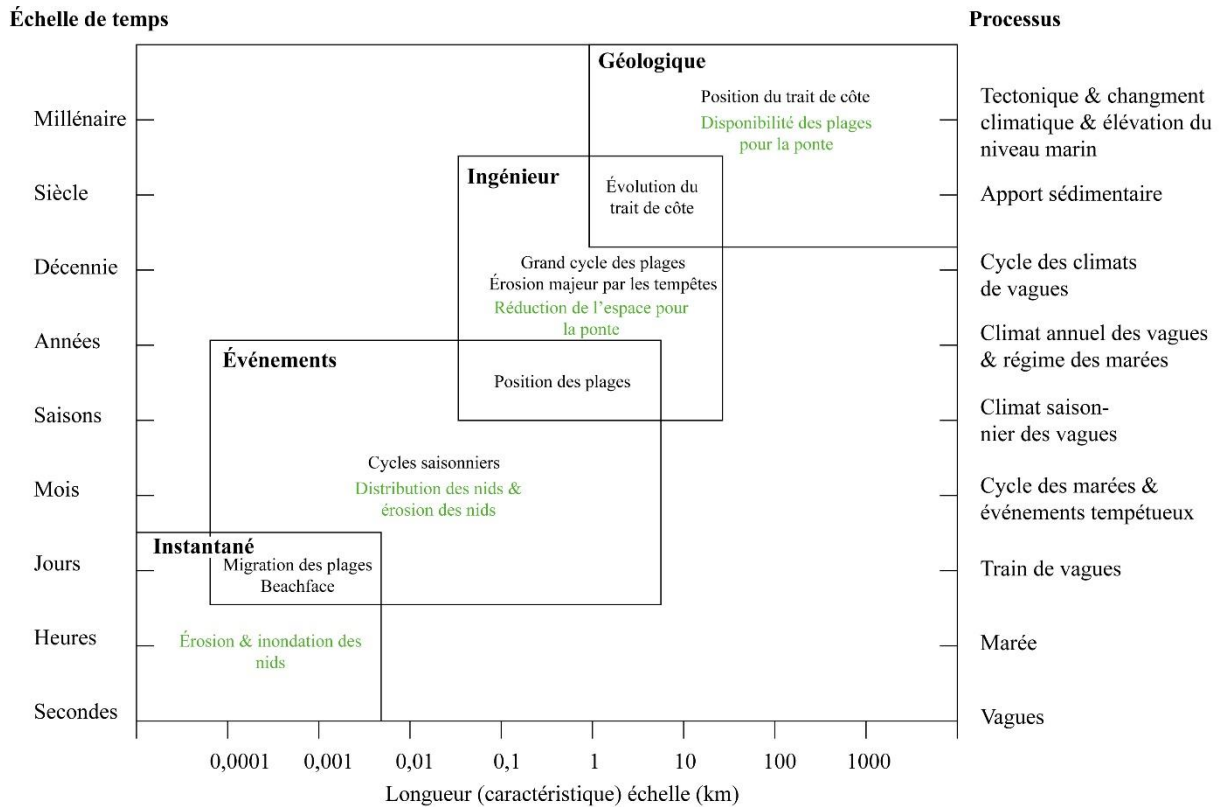 Échelle de temps
Processus
Géologique
Position du trait de côte
Disponibilité des plages
pour la ponte
Millénaire
Tectonique & changment
climatique & élévation du
niveau marin
Ingénieur
Évolution du
trait de côte
Siècle
Apport sédimentaire
Décennie
Grand cycle des plages
Érosion majeur par les tempêtes
Réduction de l'espace pour
la ponte
Cycle des climats
de vagues
Années
Climat annuel des vagues
& régime des marées
Événements
Position des plages
Saisons
Climat saison-
nier des vagues
Cycles saisonniers
Distribution des nids &
érosion des nids
Mois
Cycle des marées &
événements tempétueux
Instantané
Migration des plages
Beachface
Jours
Train de vagues
Heures
Érosion & inondation des
nids
Marée
Secondes
Vagues
0,0001 0,001 0,01 0,1 1 10 100 1000
Longueur (caractéristique) échelle (km)